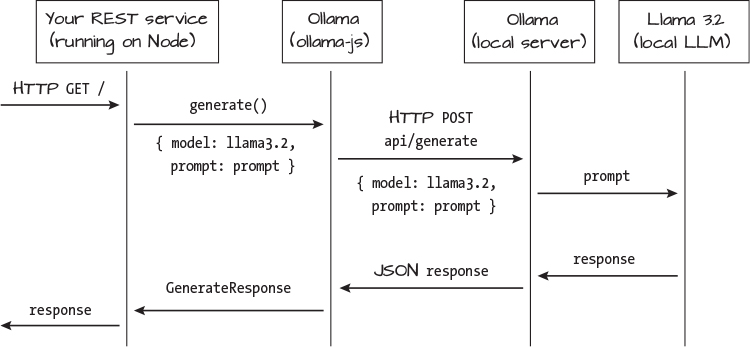 Your REST service
(running on Node)
Ollama
(ollama-js)
Ollama
(local server)
Llama 3.2
(local LLM)
HTTP GET /
generate()
{ model: llama3.2,
prompt: prompt }
HTTP POST
api/generate
{ model: llama3.2,
prompt: prompt }
prompt
response
JSON response
GenerateResponse
response